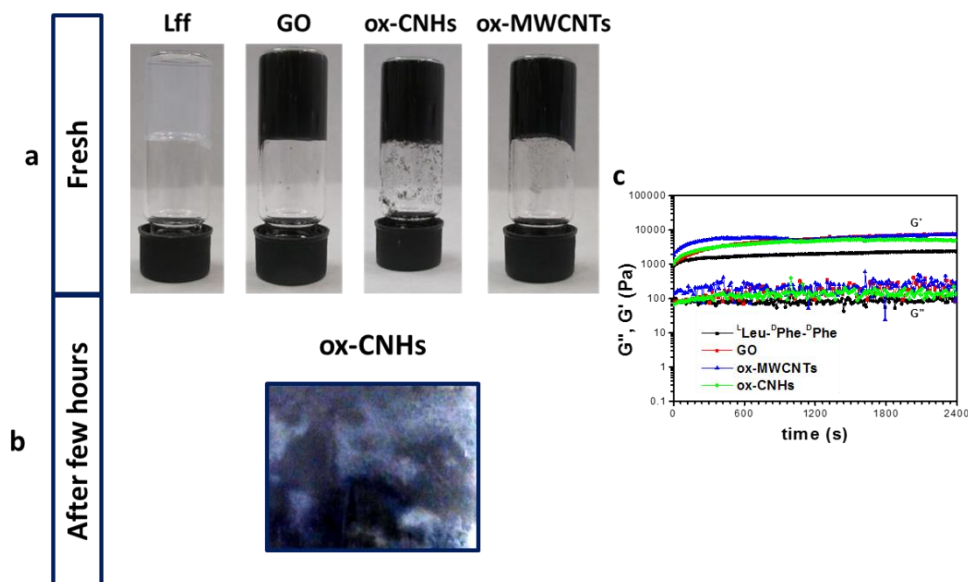 Lff GO ox-CNHs ox-MWCNTs
a
Fresh
b
After few hours
ox-CNHs
c
G'', G' (Pa)
100000
10000
1000
100
10
1
0.1
G'
G''
ᴸLeu-ᴰPhe-ᴰPhe
GO
ox-MWCNTs
ox-CNHs
0 600 1200 1800 2400
time (s)